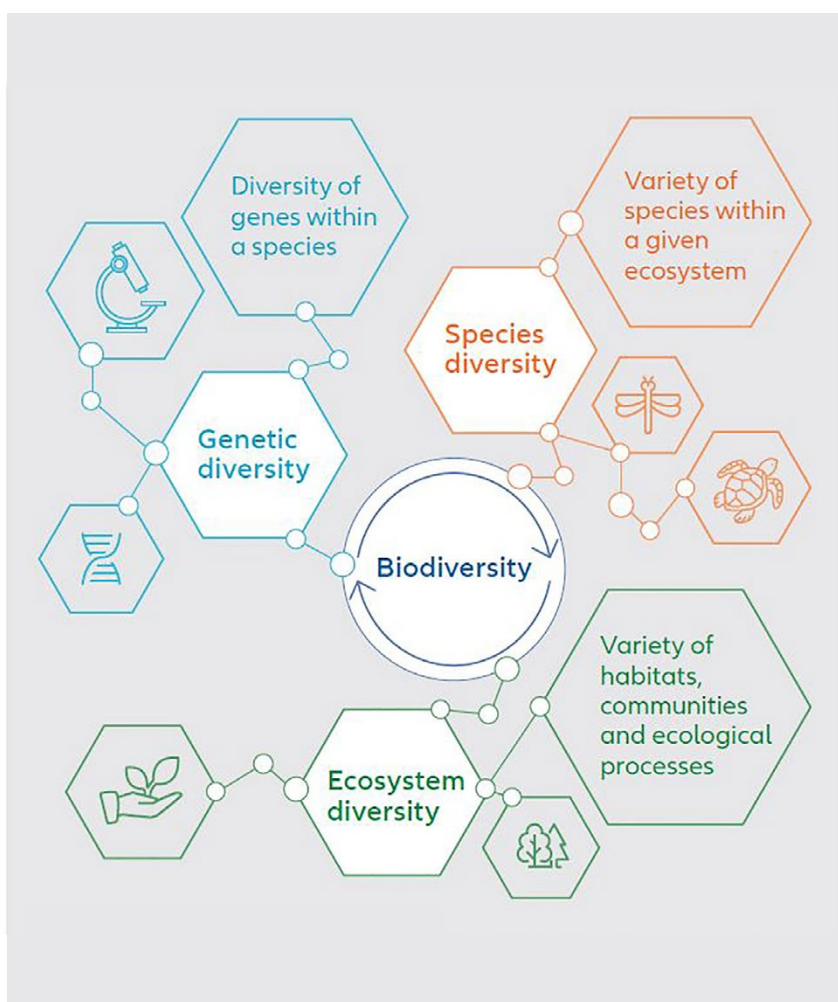 Diversity of
genes within
a species
Genetic
diversity
Variety of
species within
a given
ecosystem
Species
diversity
Biodiversity
Variety of
habitats,
communities
and ecological
processes
Ecosystem
diversity